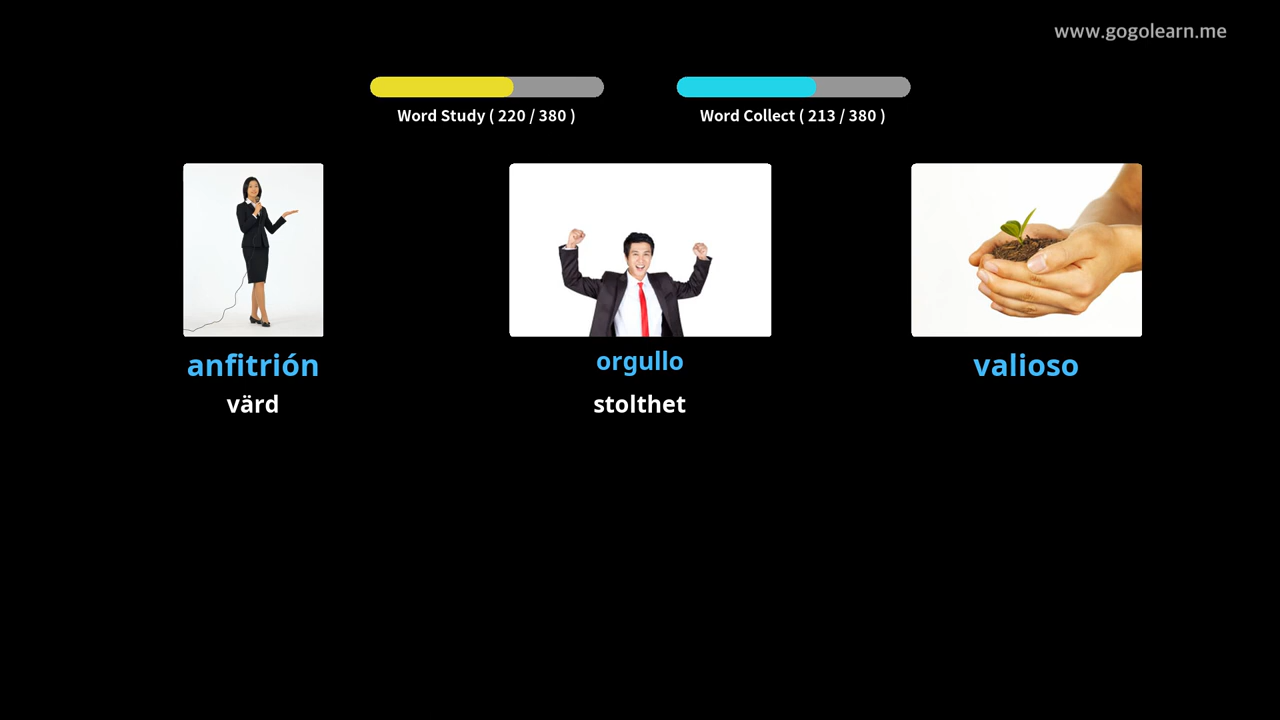 www.gogolearn.me
Word Study ( 220 / 380 )
Word Collect ( 213 / 380 )
anfitrión
orgullo
valioso
värd
stolthet